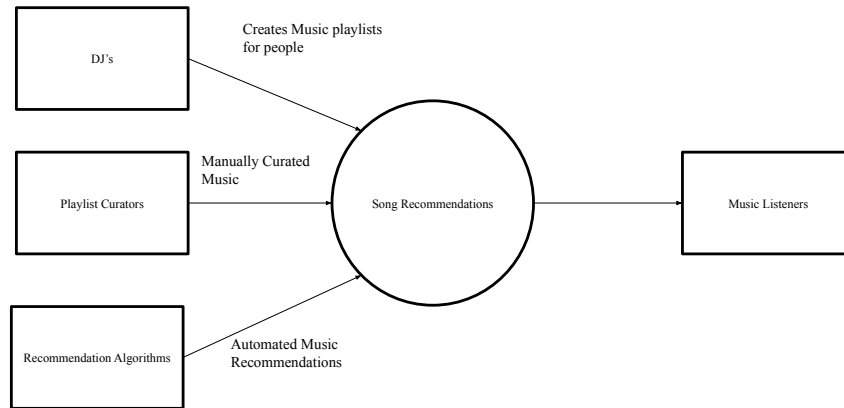 Creates Music playlists
for people
DJ's
Manually Curated
Music
Playlist Curators
Song Recommendations
Music Listeners
Automated Music
Recommendations
Recommendation Algorithms